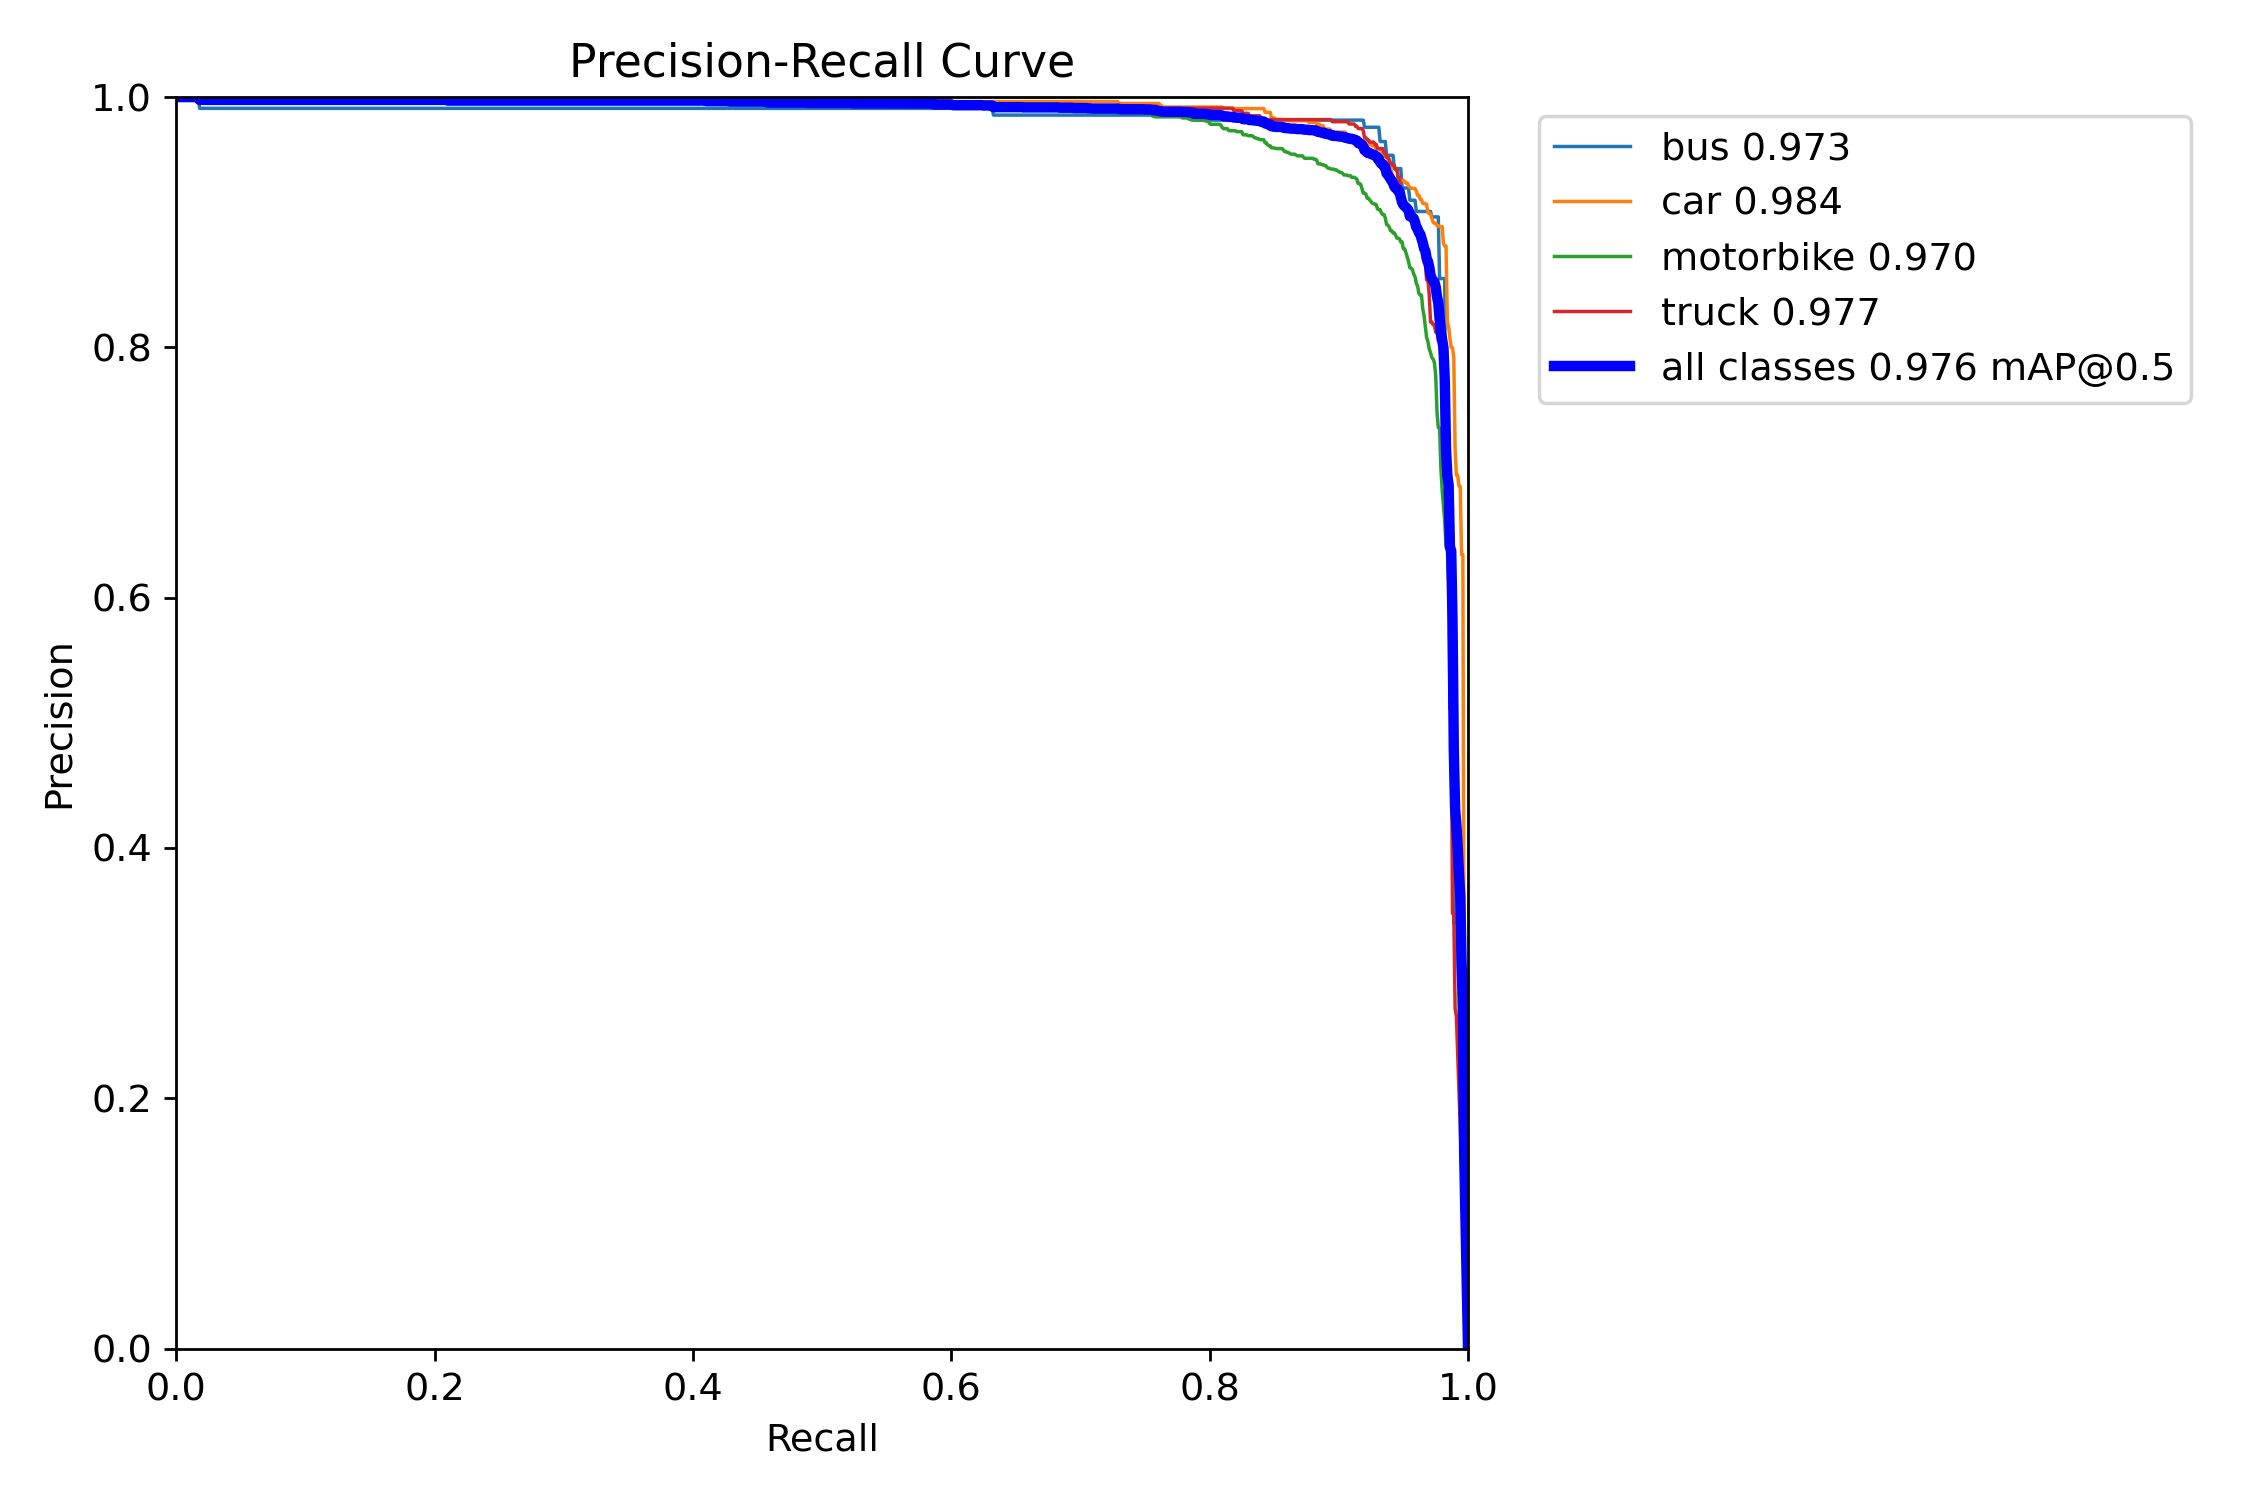 Precision-Recall Curve
1.0
0.8
0.6
0.4
0.2
0.0
Precision
0.0 0.2 0.4 0.6 0.8 1.0
Recall
bus 0.973
car 0.984
motorbike 0.970
truck 0.977
all classes 0.976 mAP@0.5